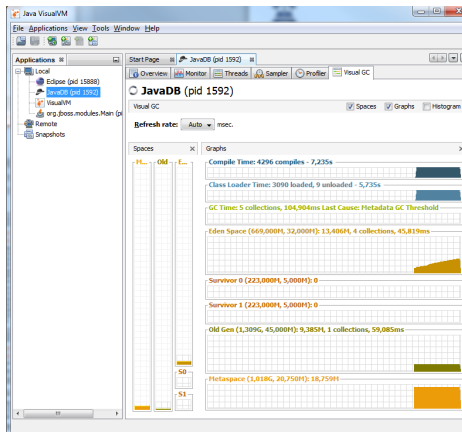 Java VisualVM
File Applications View Tools Window Help
Applications
Local
Eclipse (pid 15888)
JavaDB (pid 1592)
VisualVM
org.jboss.modules.Main (pi
Remote
Snapshots
Start Page JavaDB (pid 1592)
Overview Monitor Threads Sampler Profiler Visual GC
JavaDB (pid 1592)
Visual GC Spaces Graphs Histogram
Refresh rate: Auto msec.
Spaces
M... Old E...
S0
S1
Graphs
Compile Time: 4296 compiles - 7,235s
Class Loader Time: 3090 loaded, 9 unloaded - 5,735s
GC Time: 5 collections, 104,904ms Last Cause: Metadata GC Threshold
Eden Space (669,000M, 32,000M): 13,406M, 4 collections, 45,819ms
Survivor 0 (223,000M, 5,000M): 0
Survivor 1 (223,000M, 5,000M): 0
Old Gen (1,309G, 45,000M): 9,385M, 1 collections, 59,085ms
Metaspace (1,018G, 20,750M): 18,759M